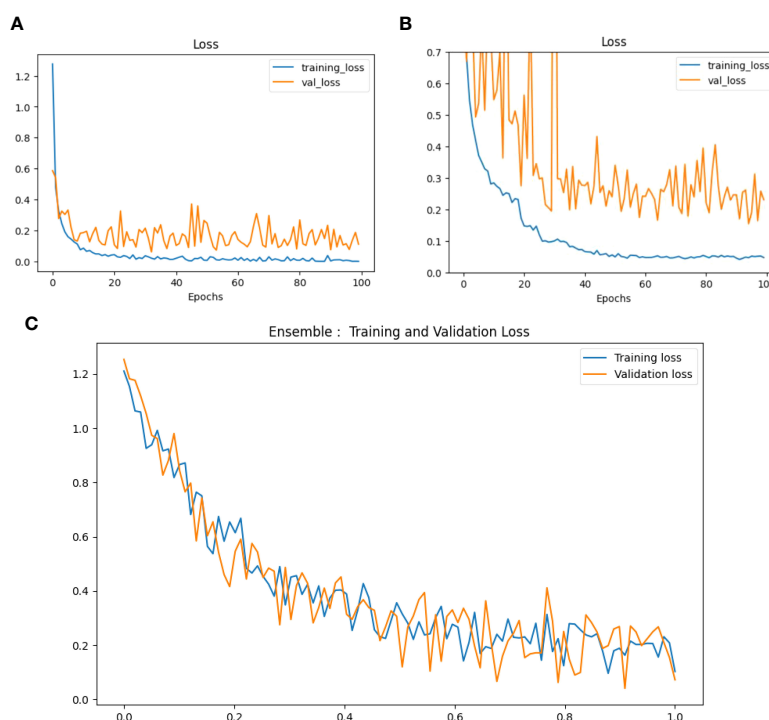 A
Loss
training_loss
val_loss
1.2
1.0
0.8
0.6
0.4
0.2
0.0
0 20 40 60 80 100
Epochs
B
Loss
training_loss
val_loss
0.7
0.6
0.5
0.4
0.3
0.2
0.1
0.0
0 20 40 60 80
Epochs
C
Ensemble : Training and Validation Loss
Training loss
Validation loss
1.2
1.0
0.8
0.6
0.4
0.2
0.0
0.0 0.2 0.4 0.6 0.8 1.0